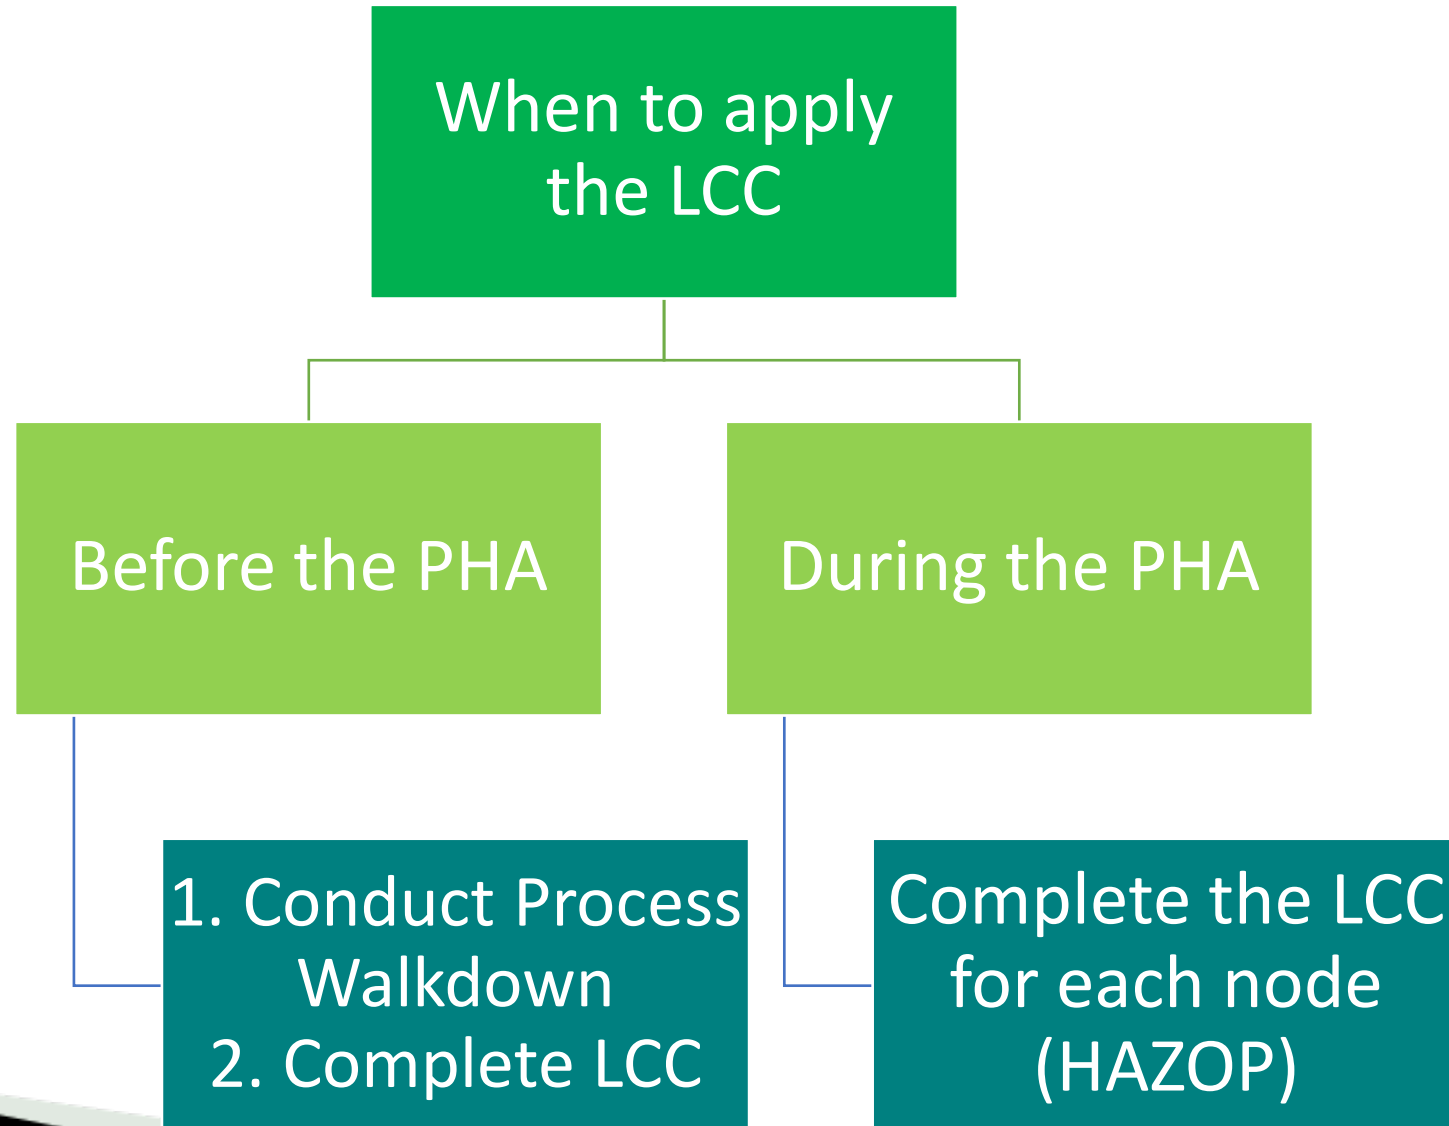 When to apply
the LCC
Before the PHA
During the PHA
1. Conduct Process
Walkdown
2. Complete LCC
Complete the LCC
for each node
(HAZOP)